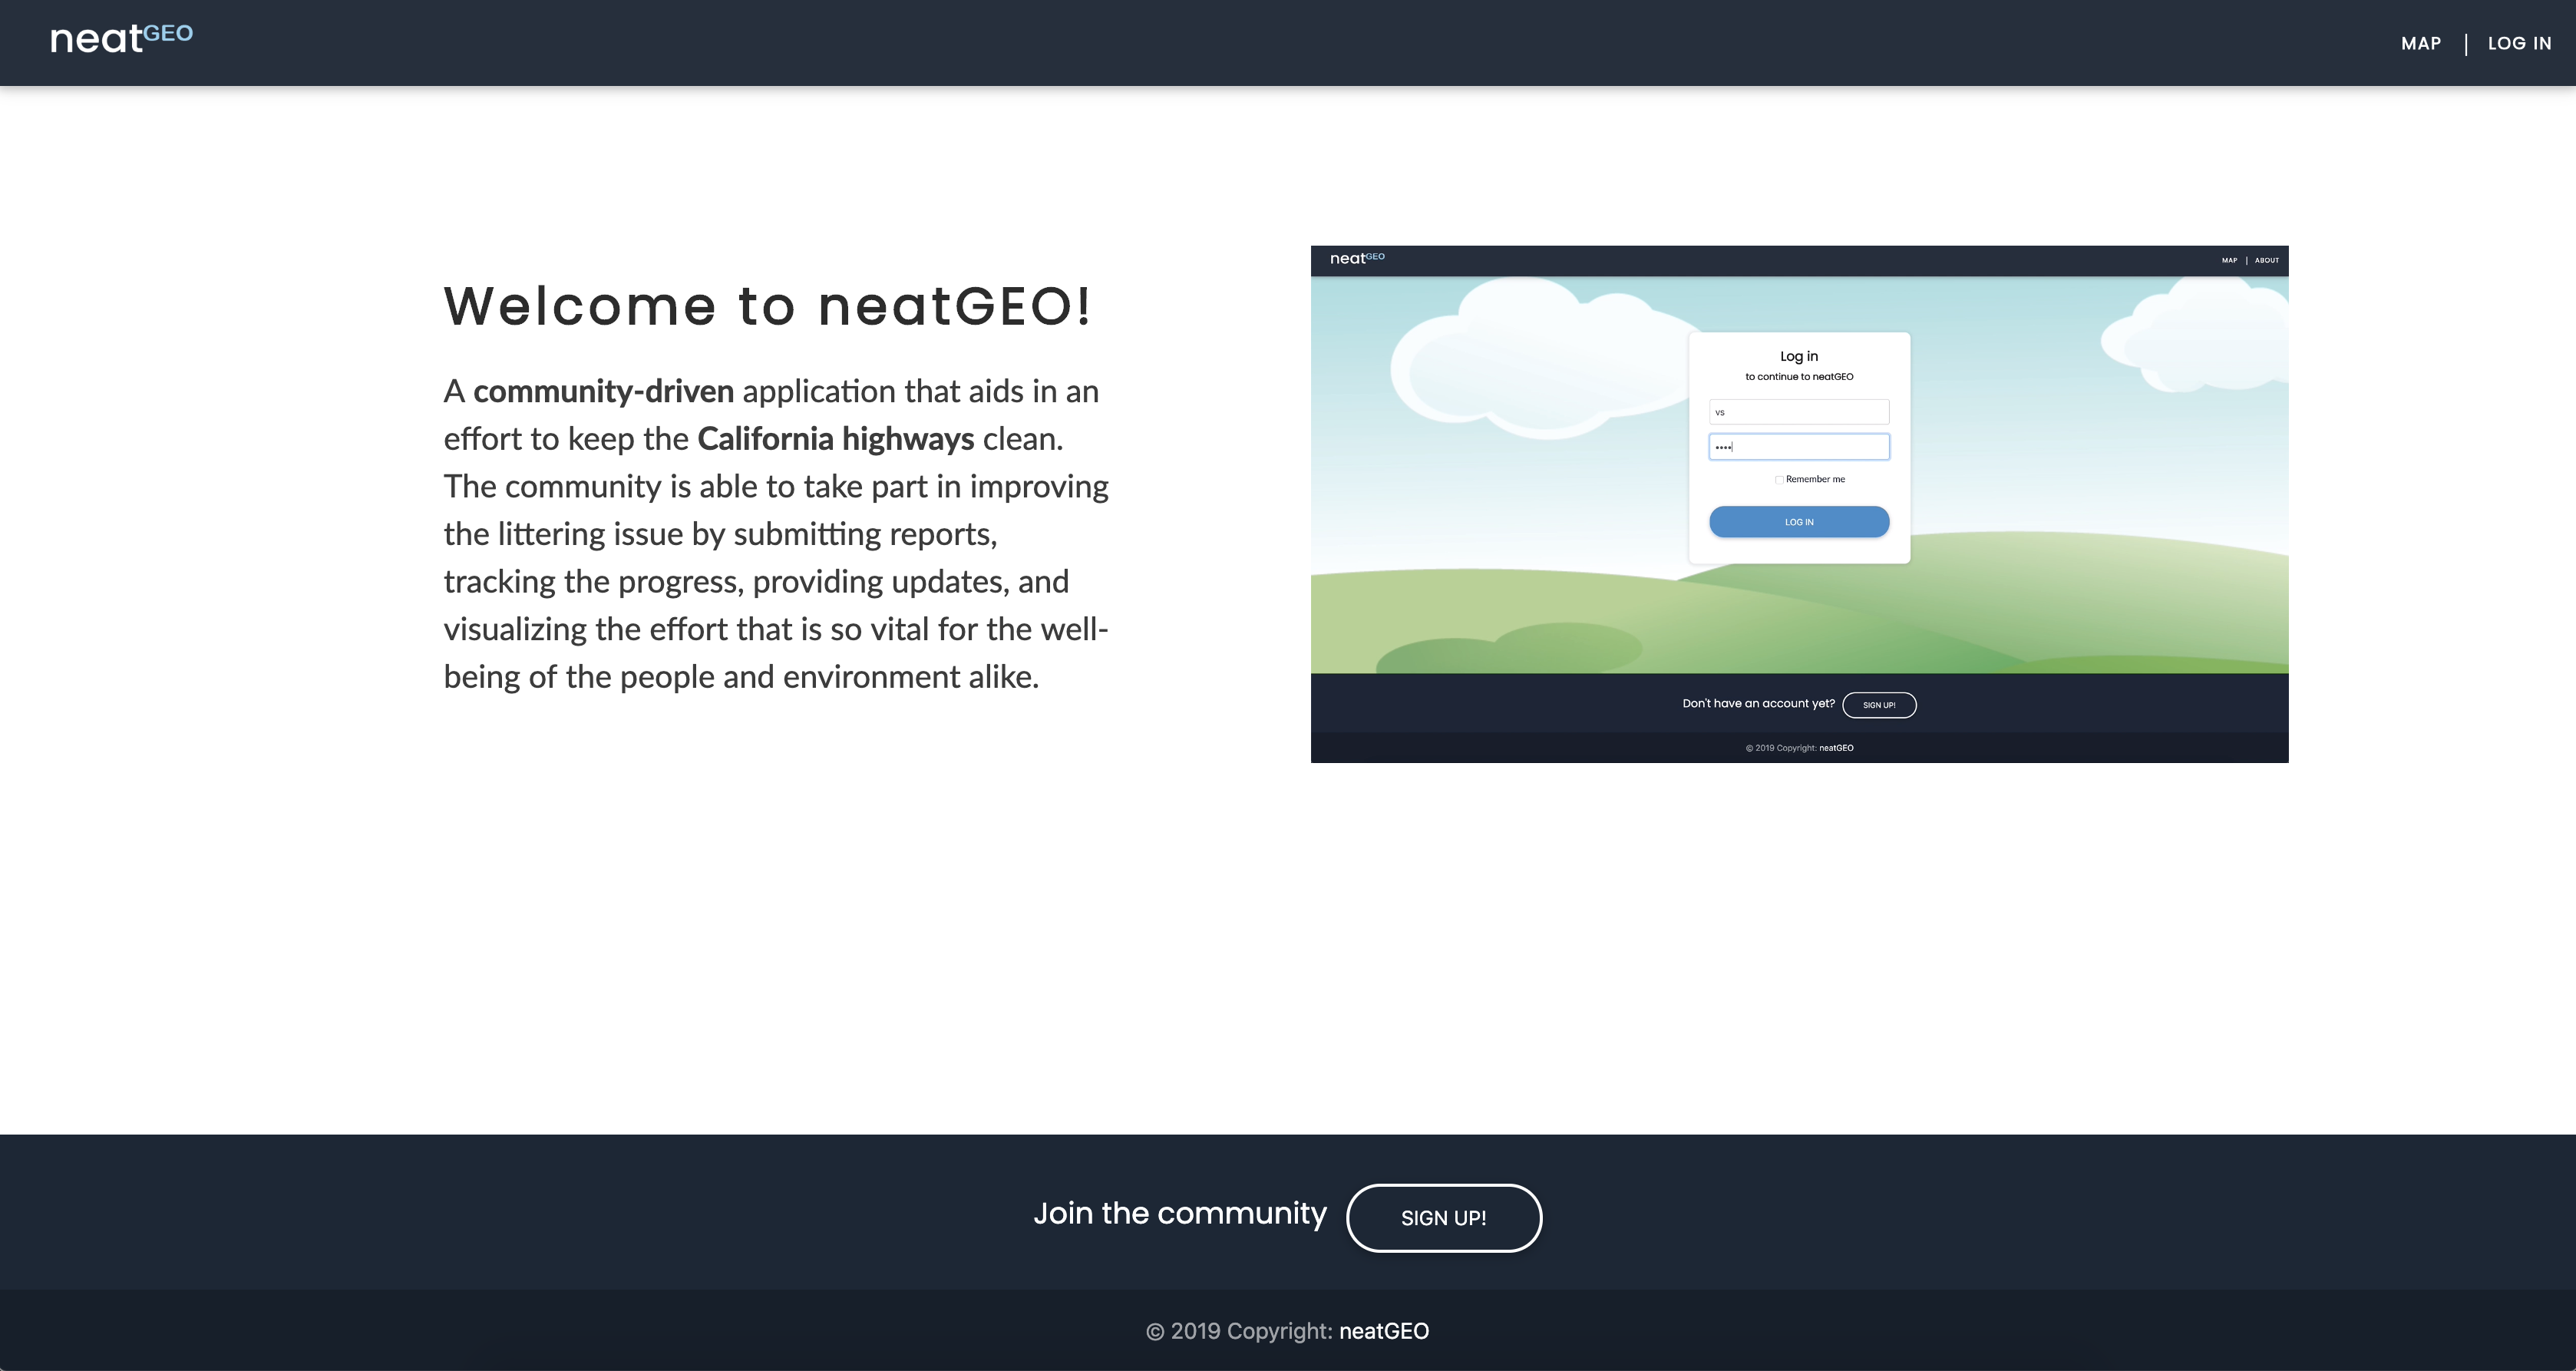 neatGEO
MAP | LOG IN
Welcome to neatGEO!
A community-driven application that aids in an
effort to keep the California highways clean.
The community is able to take part in improving
the littering issue by submitting reports,
tracking the progress, providing updates, and
visualizing the effort that is so vital for the well-
being of the people and environment alike.
neatGEO
MAP | ABOUT
Log in
to continue to neatGEO
vs
••••
Remember me
LOG IN
Don't have an account yet? SIGN UP!
© 2019 Copyright: neatGEO
Join the community SIGN UP!
© 2019 Copyright: neatGEO